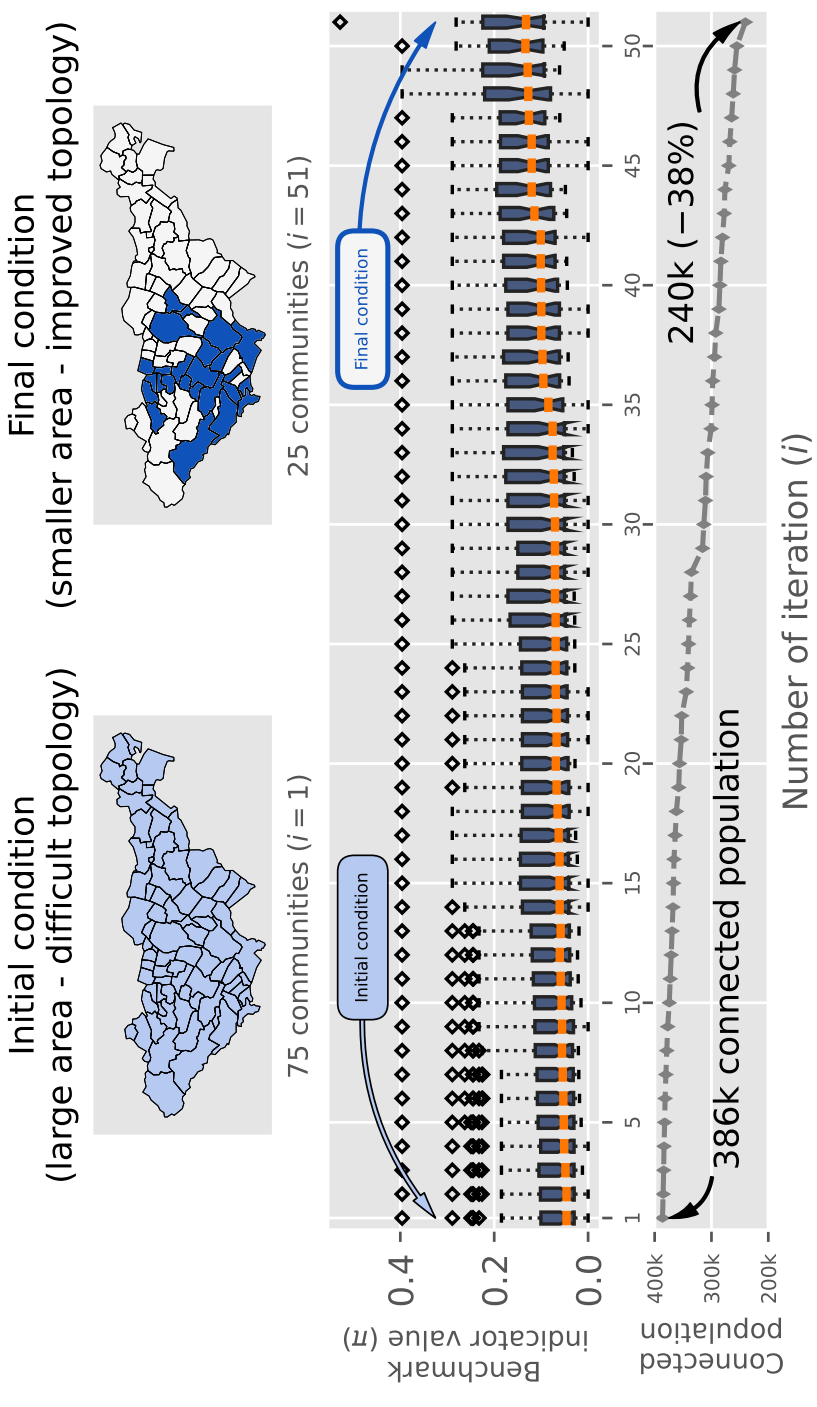 Initial condition
(large area - difficult topology)
Final condition
(smaller area - improved topology)
75 communities (i = 1)
25 communities (i = 51)
Benchmark
indicator value (π)
0.4
0.2
0.0
Initial condition
Final condition
Connected
population
400k
300k
200k
386k connected population
240k (−38%)
1
5
10
15
20
25
30
35
40
45
50
Number of iteration (i)